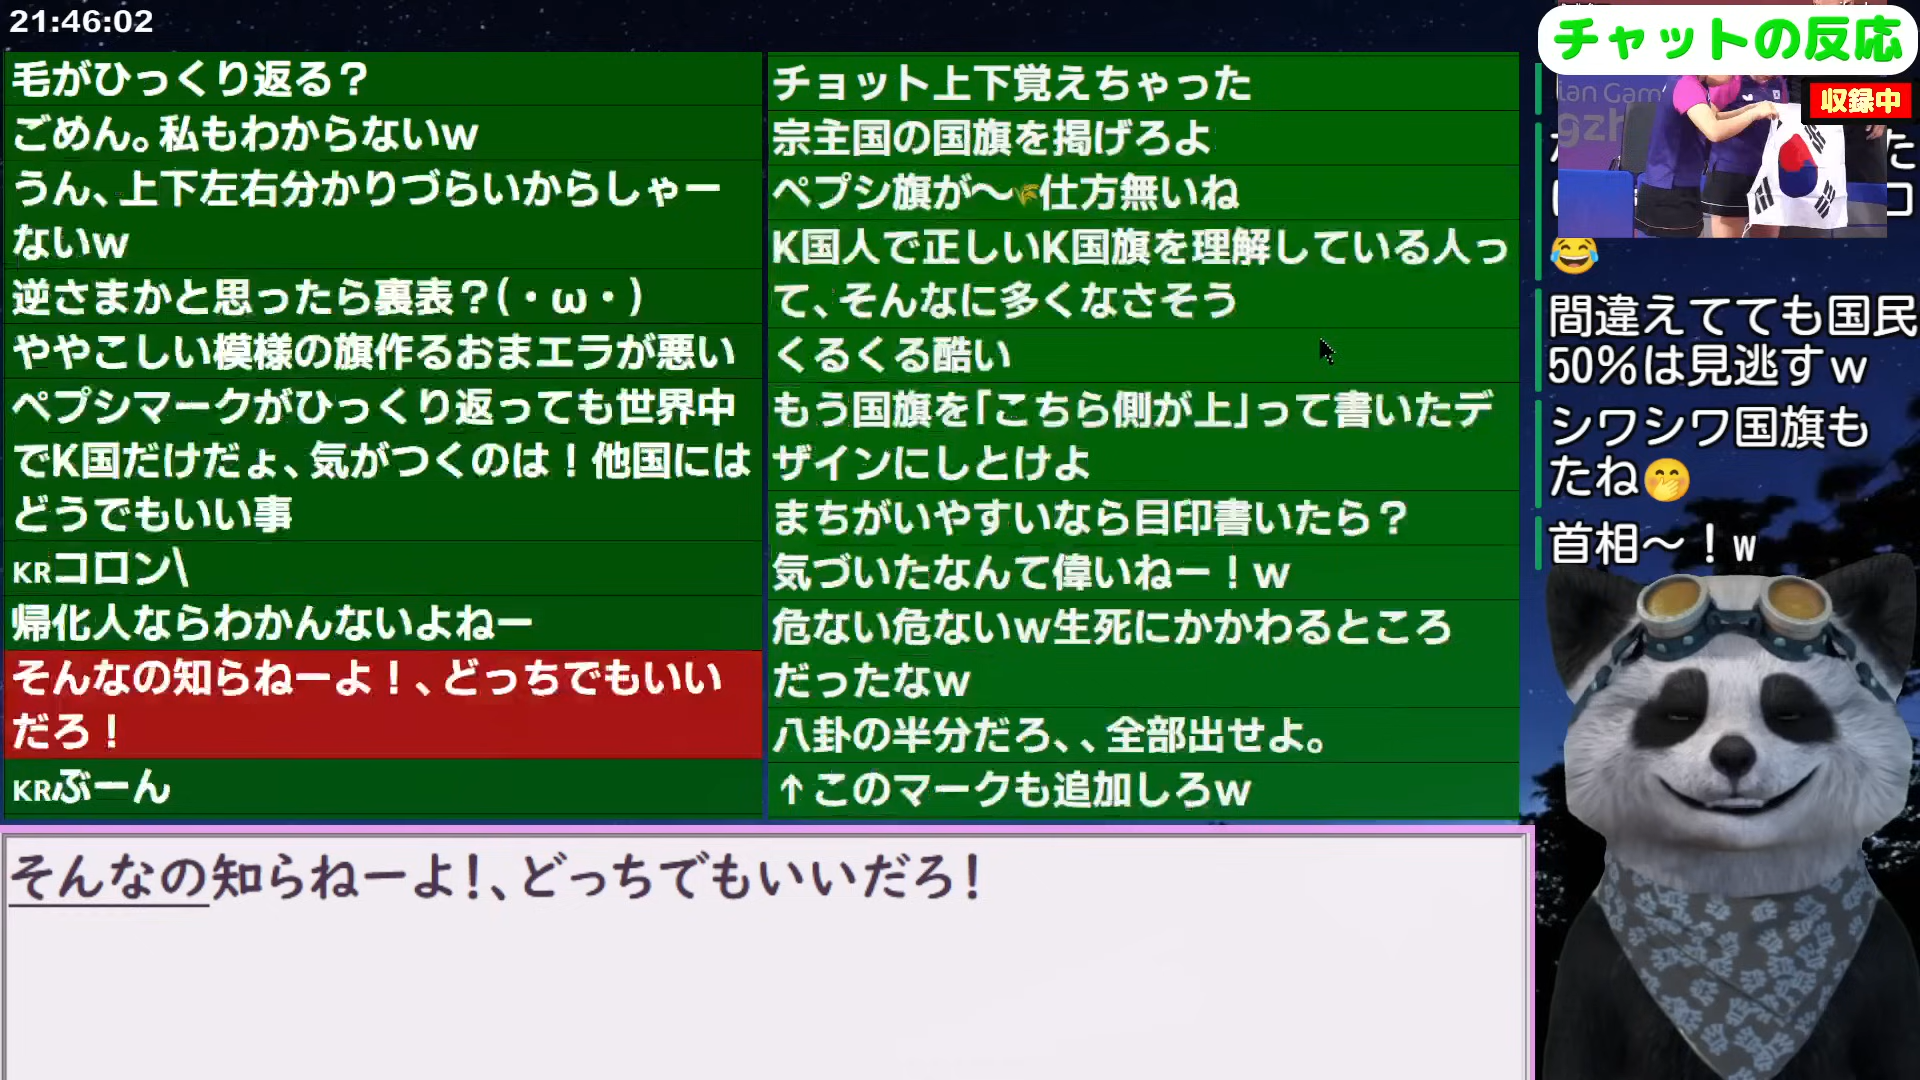 21:46:02
毛がひっくり返る？
ごめん。私もわからないｗ
うん、上下左右分かりづらいからしゃー
ないｗ
逆さまかと思ったら裏表？(・ω・)
ややこしい模様の旗作るおまエラが悪い
ペプシマークがひっくり返っても世界中
でK国だけだょ、気がつくのは！他国には
どうでもいい事
KRコロン\
帰化人ならわかんないよねー
そんなの知らねーよ！、どっちでもいい
だろ！
KRぶーん
チョット上下覚えちゃった
宗主国の国旗を掲げろよ
ペプシ旗が〜🌾仕方無いね
K国人で正しいK国旗を理解している人っ
て、そんなに多くなさそう
くるくる酷い
もう国旗を「こちら側が上」って書いたデ
ザインにしとけよ
まちがいやすいなら目印書いたら？
気づいたなんて偉いねー！ｗ
危ない危ないｗ生死にかかわるところ
だったなｗ
八卦の半分だろ、、全部出せよ。
↑このマークも追加しろｗ
チャットの反応
収録中
ian Gam
gzh
た
コ
😂
間違えてても国民
50%は見逃すｗ
シワシワ国旗も
たね🤭
首相〜！w
そんなの知らねーよ！、どっちでもいいだろ！